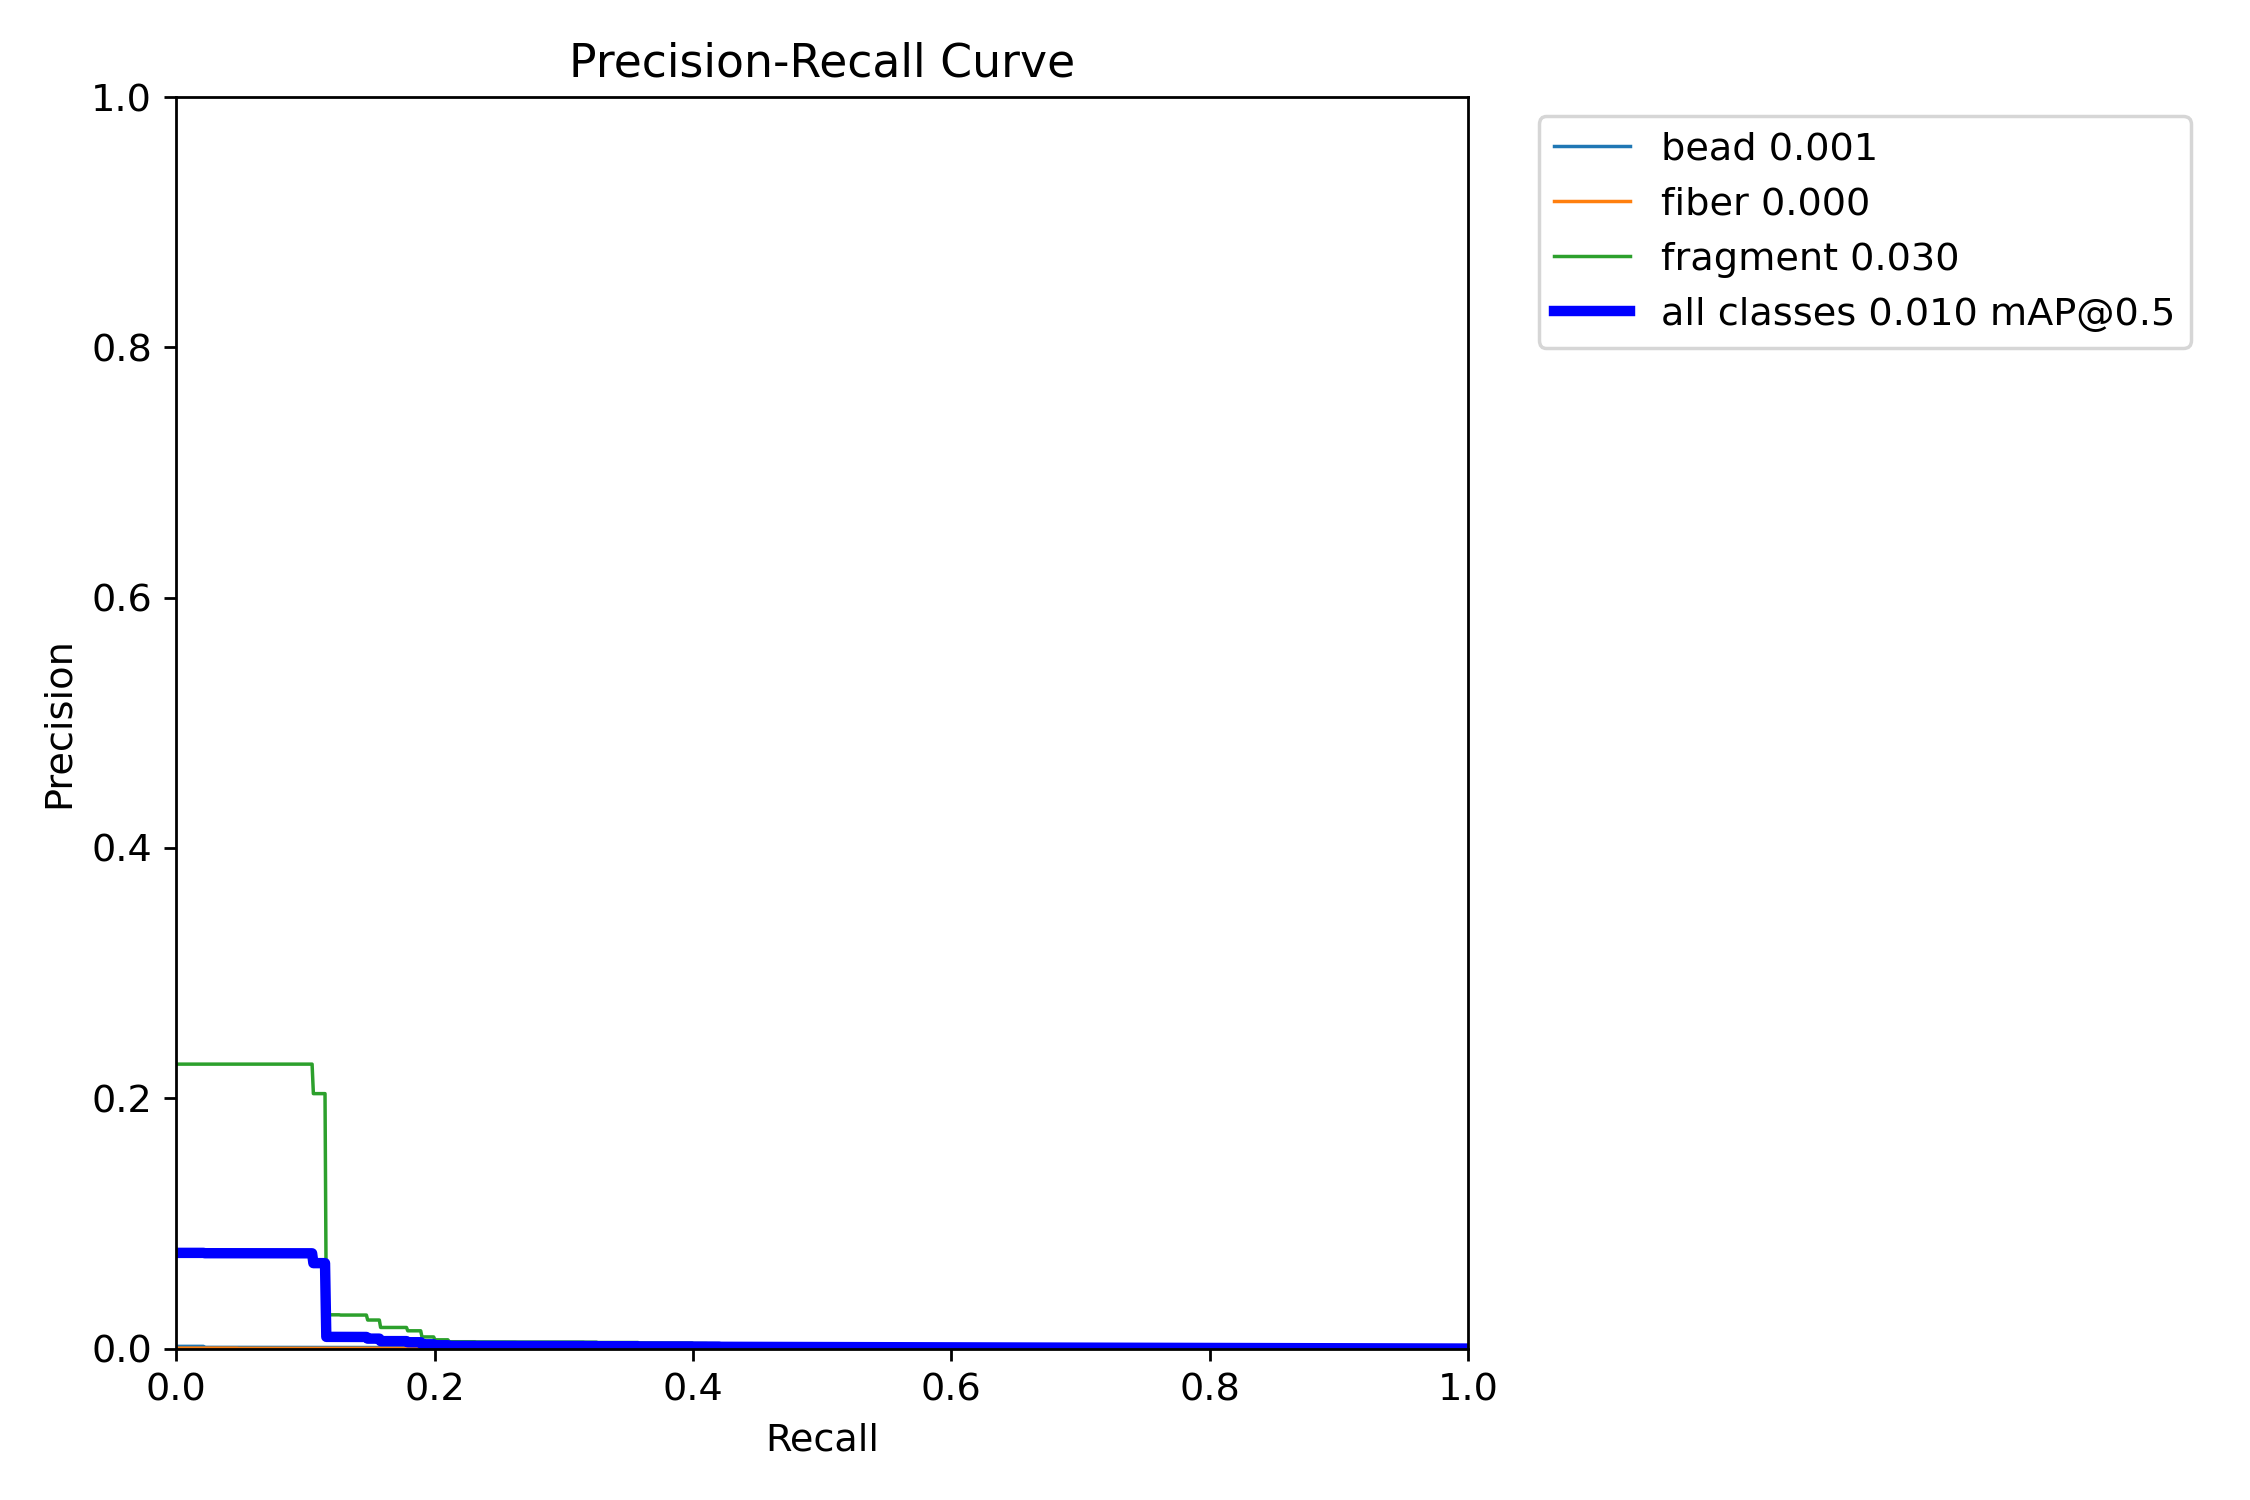 Precision-Recall Curve
1.0
0.8
0.6
0.4
0.2
0.0
Precision
0.0 0.2 0.4 0.6 0.8 1.0
Recall
bead 0.001
fiber 0.000
fragment 0.030
all classes 0.010 mAP@0.5